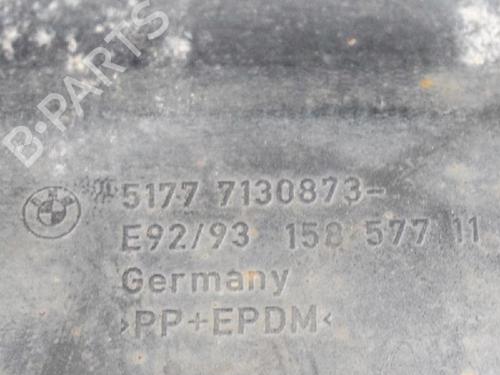 B-PARTS
5177 7130873-
E92/93 158 577 11
Germany
>PP+EPDM<